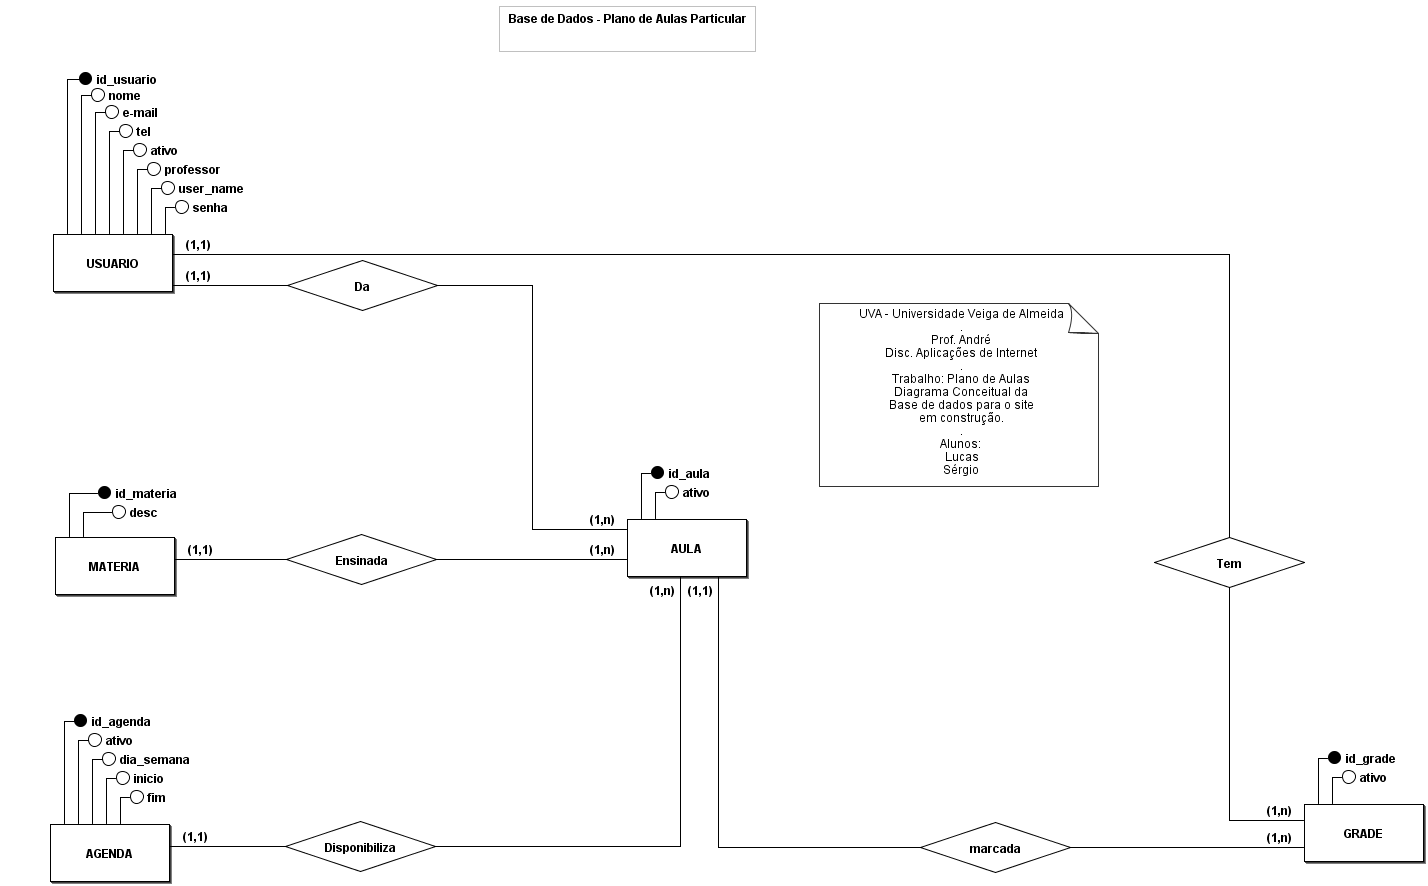 Base de Dados - Plano de Aulas Particular
id_usuario
nome
e-mail
tel
ativo
professor
user_name
senha
(1,1)
USUARIO
(1,1)
Da
UVA - Universidade Veiga de Almeida
.
Prof. André
Disc. Aplicações de Internet
.
Trabalho: Plano de Aulas
Diagrama Conceitual da
Base de dados para o site
em construção.
.
Alunos:
Lucas
Sérgio
id_materia
desc
MATERIA
(1,1)
Ensinada
(1,n)
(1,n)
id_aula
ativo
AULA
(1,n)
(1,1)
Tem
id_agenda
ativo
dia_semana
inicio
fim
AGENDA
(1,1)
Disponibiliza
marcada
(1,n)
(1,n)
id_grade
ativo
GRADE